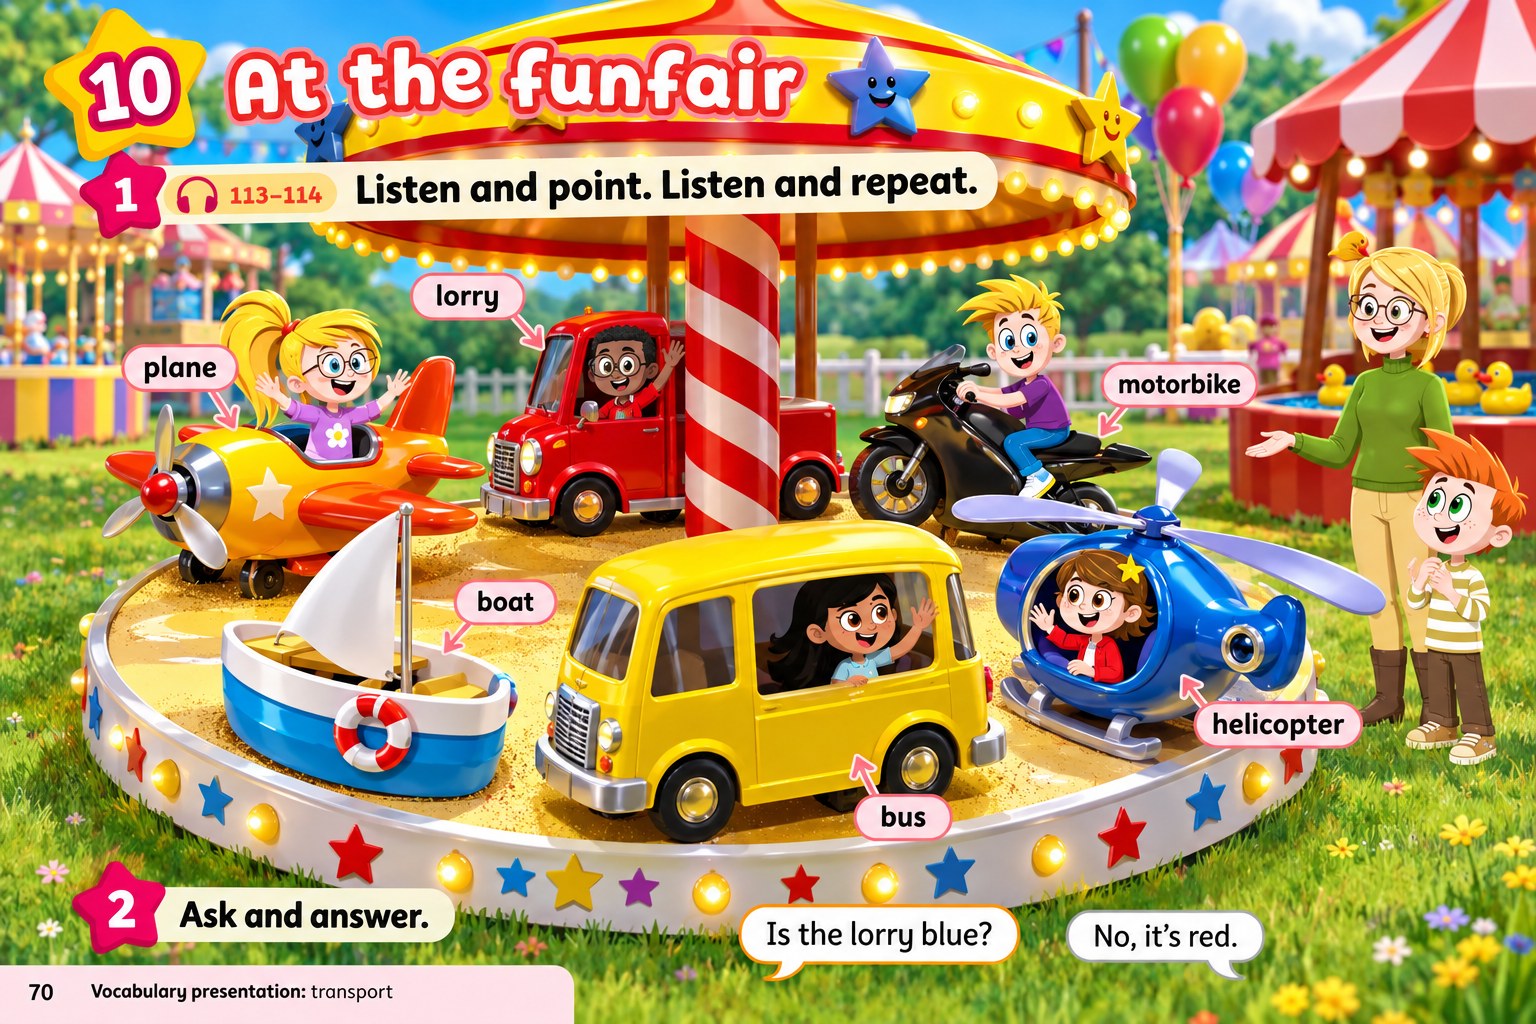 10 At the funfair
1 113–114 Listen and point. Listen and repeat.
lorry
plane
motorbike
boat
helicopter
bus
2 Ask and answer.
Is the lorry blue?
No, it's red.
70 Vocabulary presentation: transport